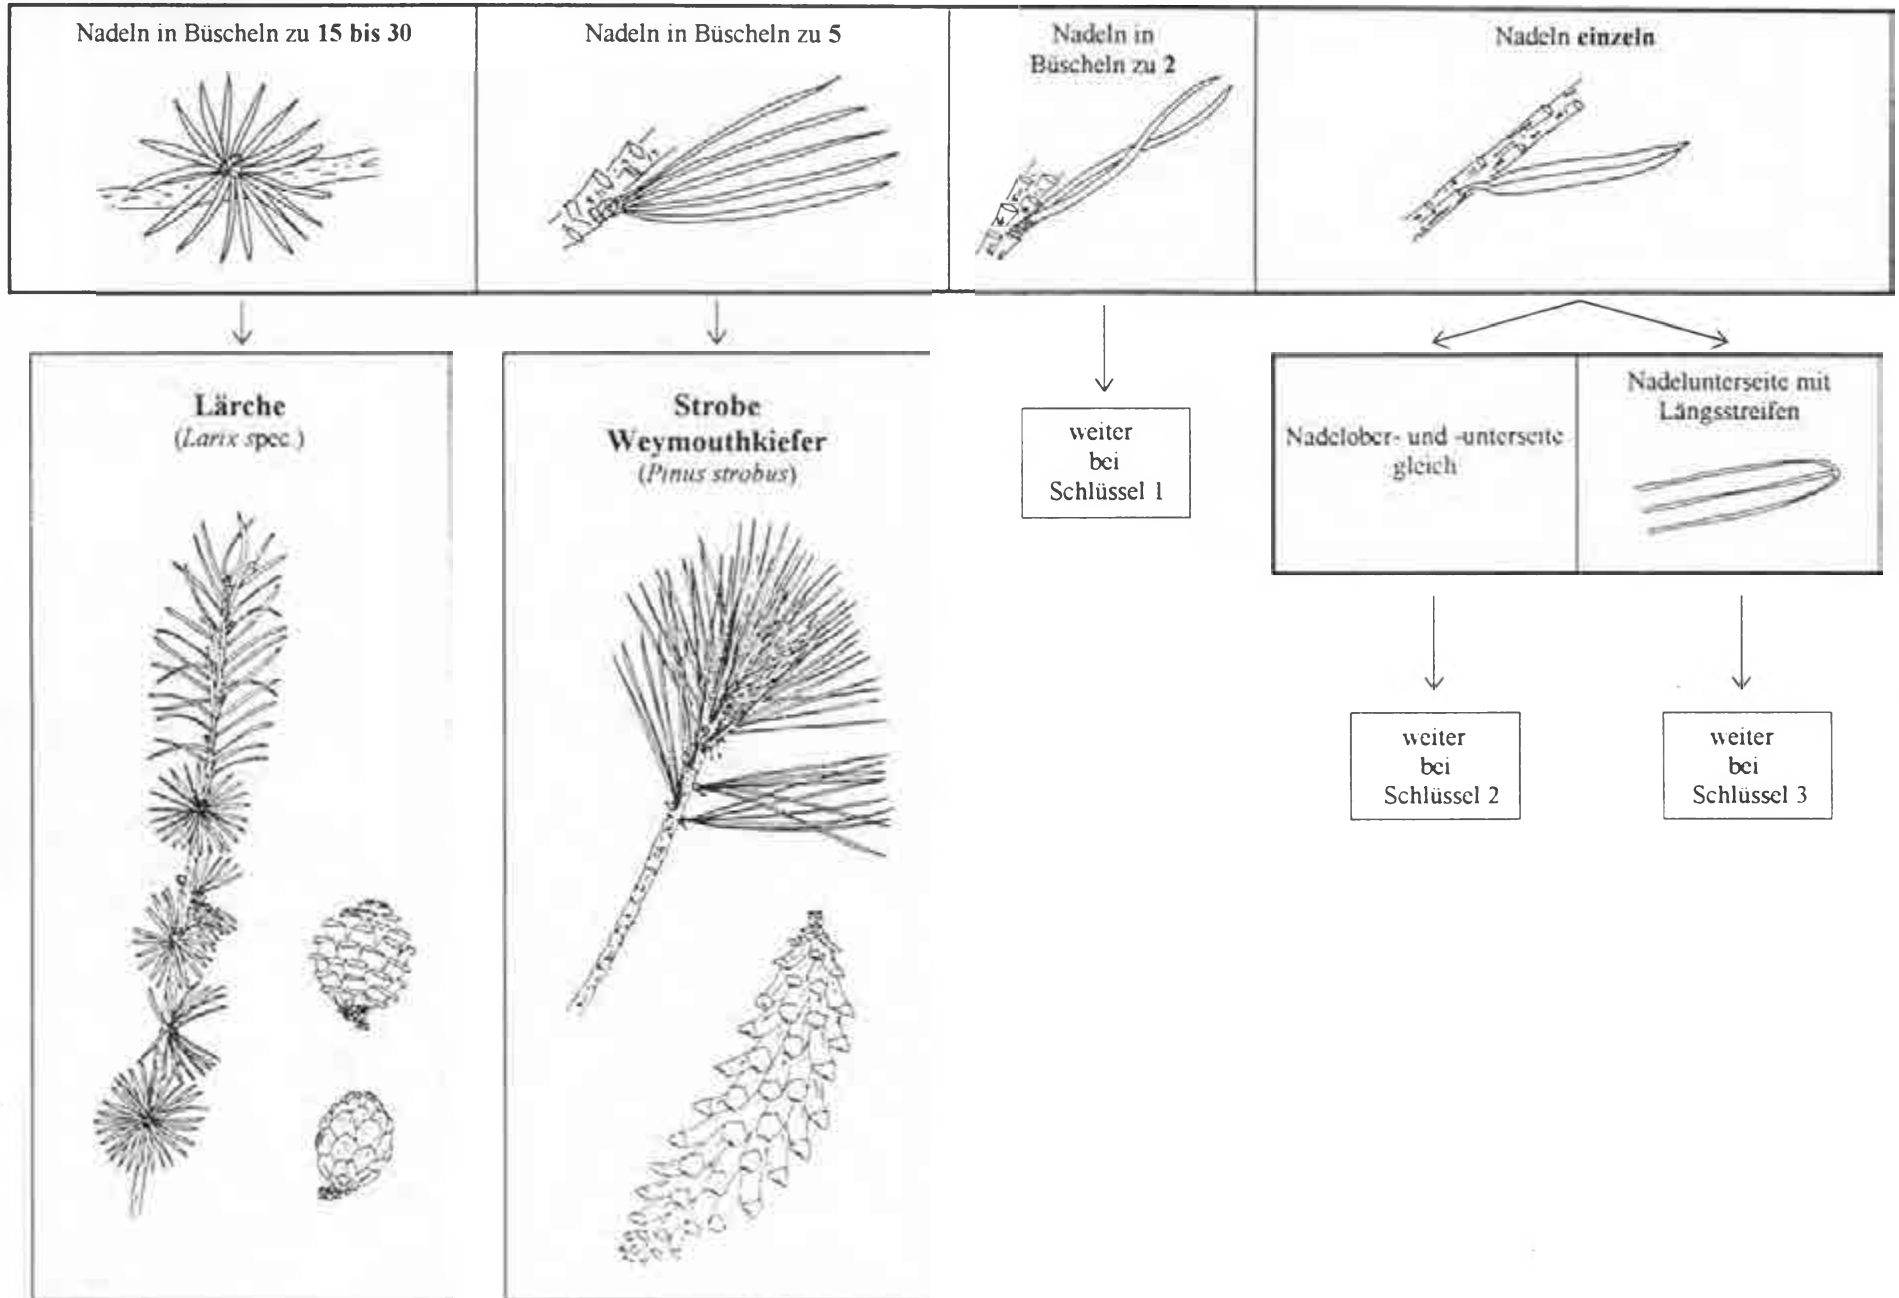 Nadeln in Büscheln zu 15 bis 30
Nadeln in Büscheln zu 5
Nadeln in
Büscheln zu 2
Nadeln einzeln
Lärche
(Larix spec.)
Strobe
Weymouthkiefer
(Pinus strobus)
weiter
bei
Schlüssel 1
Nadelober- und -unterseite
gleich
Nadelunterseite mit
Längsstreifen
weiter
bei
Schlüssel 2
weiter
bei
Schlüssel 3